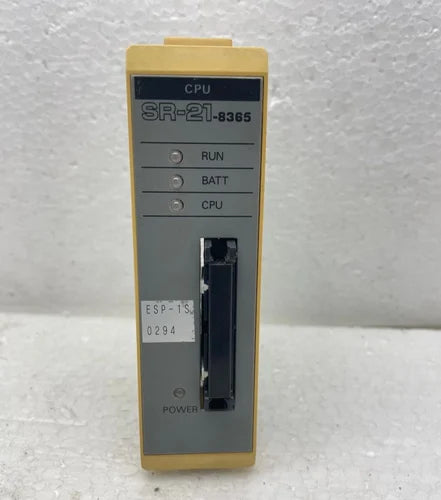 CPU
SR-21-8365
RUN
BATT
CPU
ESP-1S
0294
POWER